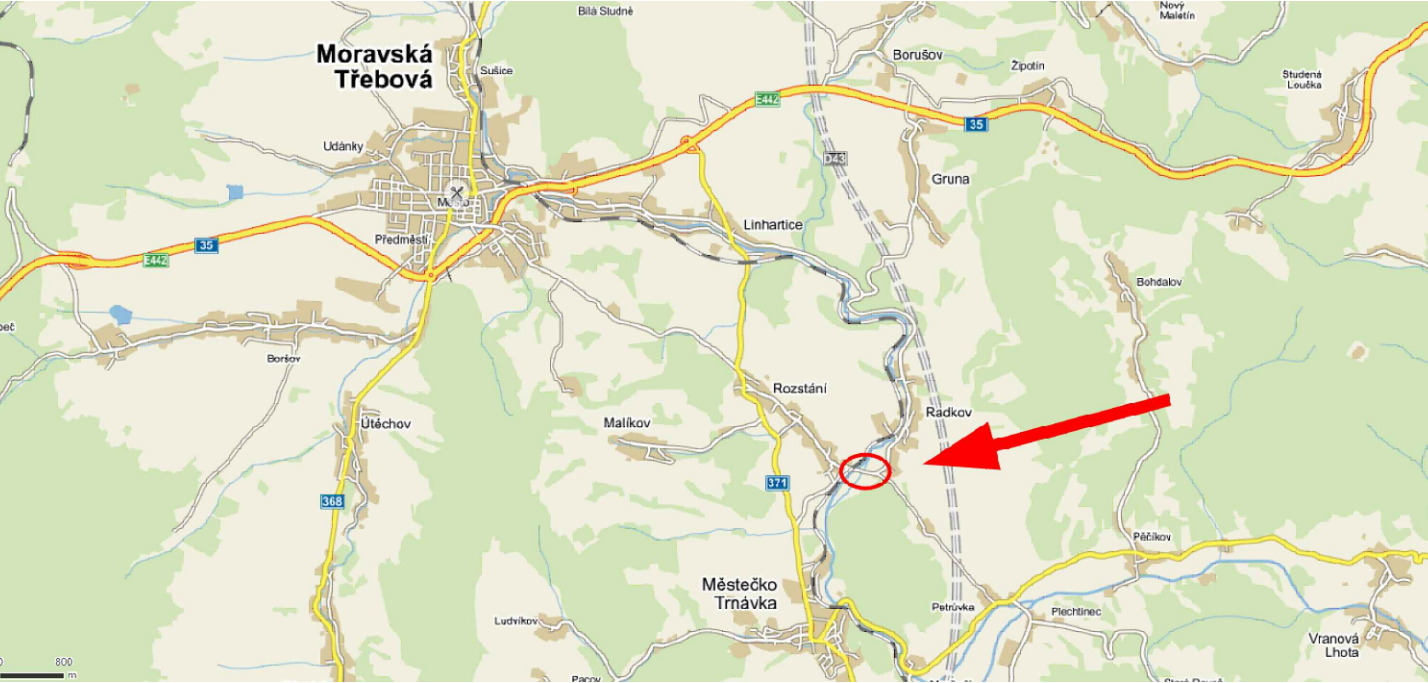 Bílá Studně
Nový
Maletín
Moravská
Třebová
Sušice
Borušov
Žipotín
Studená
Loučka
E442
35
Udánky
D43
Gruna
Město
Linhartice
Předměstí
35
E442
Bohdalov
Boršov
Rozstání
Radkov
Útěchov
Malíkov
371
368
Pěčíkov
Městečko
Trnávka
Petrůvka
Plechtinec
Ludvíkov
Vranová
Lhota
800
m
Pacov